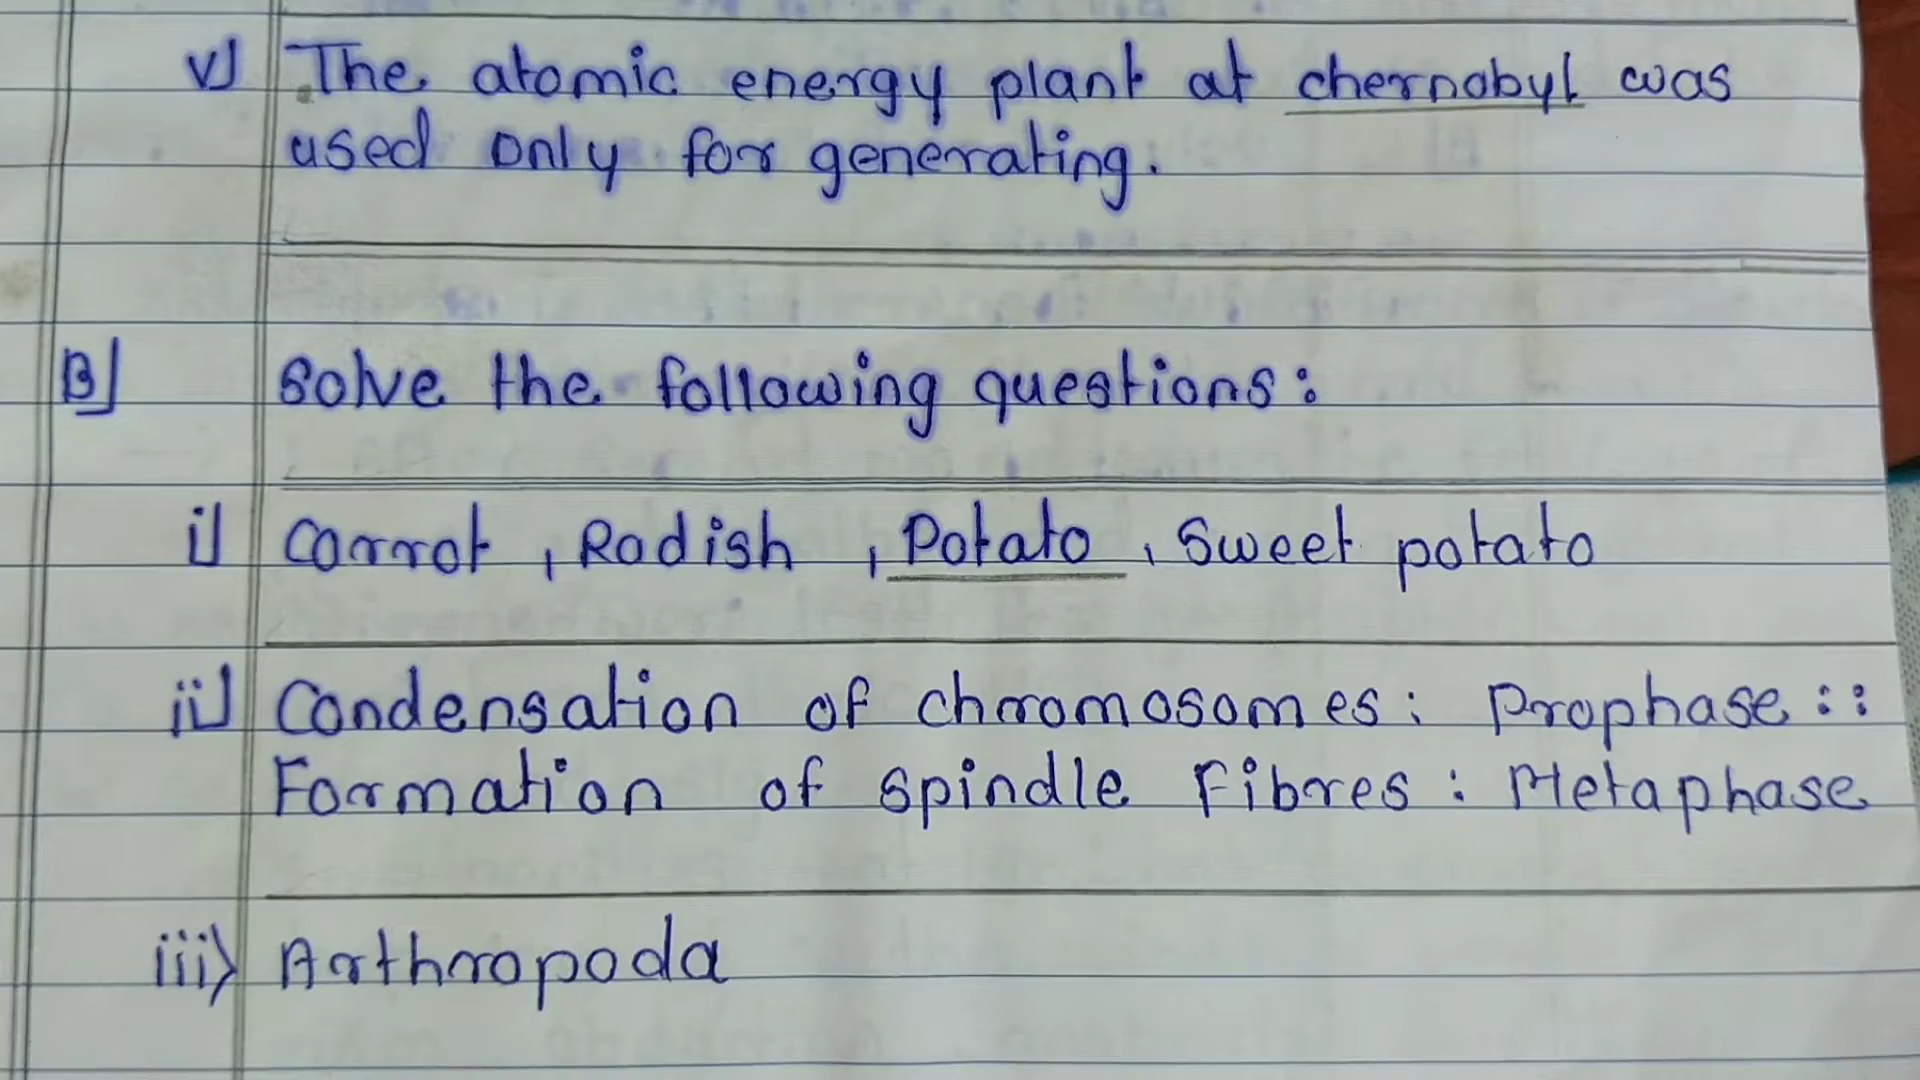 v] The atomic energy plant at chernobyl was
used only for generating.
B] Solve the following questions:
i] Carrot, Radish, Potato, Sweet potato
ii] Condensation of chromosomes: Prophase ::
Formation of spindle Fibres : Metaphase
iii) Arthropoda